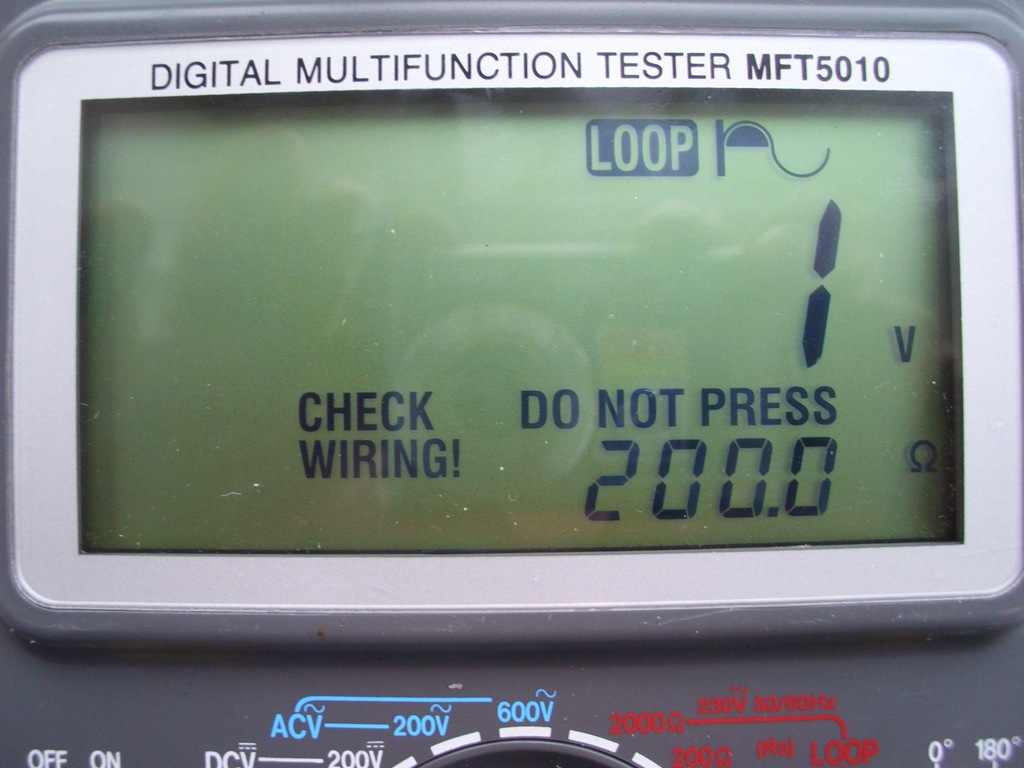 DIGITAL MULTIFUNCTION TESTER MFT5010
LOOP
1 V
CHECK DO NOT PRESS
WIRING! 200.0 Ω
ACV 200V 600V 2000Ω 230V 50/60Hz
OFF ON DCV 200V 200Ω (Rs) LOOP 0° 180°